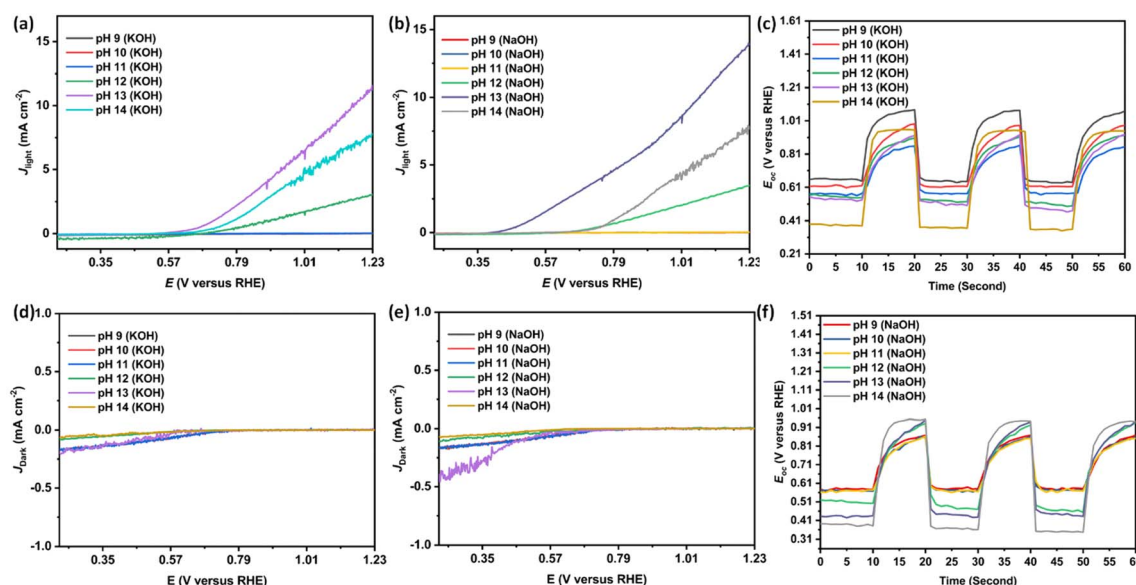 (a)
pH 9 (KOH)
pH 10 (KOH)
pH 11 (KOH)
pH 12 (KOH)
pH 13 (KOH)
pH 14 (KOH)
15
10
5
0
J_light (mA cm⁻²)
0.35 0.57 0.79 1.01 1.23
E (V versus RHE)
(b)
pH 9 (NaOH)
pH 10 (NaOH)
pH 11 (NaOH)
pH 12 (NaOH)
pH 13 (NaOH)
pH 14 (NaOH)
15
10
5
0
J_light (mA cm⁻²)
0.35 0.57 0.79 1.01 1.23
E (V versus RHE)
(c)
pH 9 (KOH)
pH 10 (KOH)
pH 11 (KOH)
pH 12 (KOH)
pH 13 (KOH)
pH 14 (KOH)
1.61
1.41
1.21
1.01
0.81
0.61
0.41
0.21
E_oc (V versus RHE)
0 5 10 15 20 25 30 35 40 45 50 55 60
Time (Second)
(d)
pH 9 (KOH)
pH 10 (KOH)
pH 11 (KOH)
pH 12 (KOH)
pH 13 (KOH)
pH 14 (KOH)
1.0
0.5
0.0
-0.5
-1.0
J_Dark (mA cm⁻²)
0.35 0.57 0.79 1.01 1.23
E (V versus RHE)
(e)
pH 9 (NaOH)
pH 10 (NaOH)
pH 11 (NaOH)
pH 12 (NaOH)
pH 13 (NaOH)
pH 14 (NaOH)
1.0
0.5
0.0
-0.5
-1.0
J_Dark (mA cm⁻²)
0.35 0.57 0.79 1.01 1.23
E (V versus RHE)
(f)
pH 9 (NaOH)
pH 10 (NaOH)
pH 11 (NaOH)
pH 12 (NaOH)
pH 13 (NaOH)
pH 14 (NaOH)
1.51
1.41
1.31
1.21
1.11
1.01
0.91
0.81
0.71
0.61
0.51
0.41
0.31
E_oc (V versus RHE)
0 5 10 15 20 25 30 35 40 45 50 55 60
Time (Second)